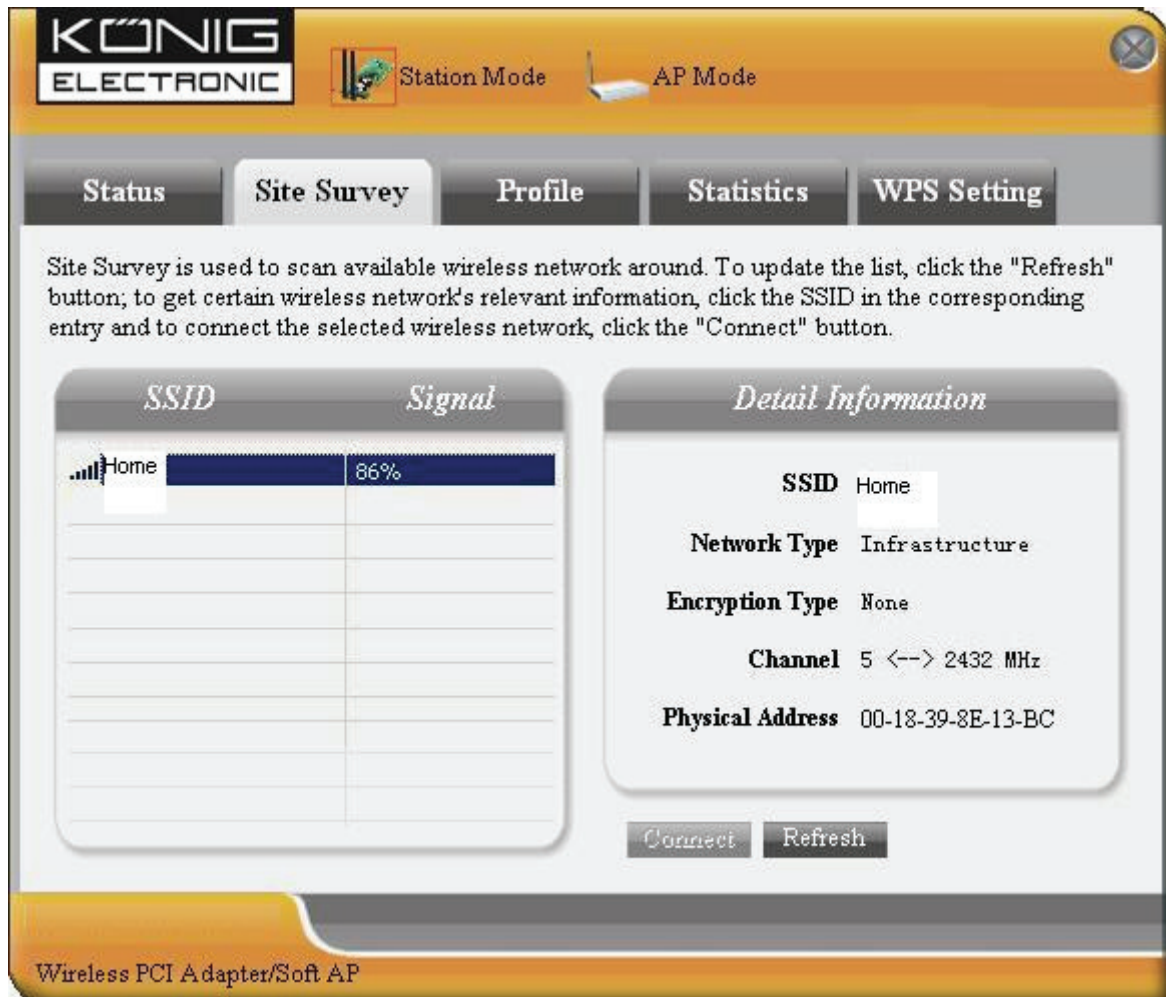 KÖNIG
ELECTRONIC
Station Mode
AP Mode
Status
Site Survey
Profile
Statistics
WPS Setting
Site Survey is used to scan available wireless network around. To update the list, click the "Refresh"
button; to get certain wireless network's relevant information, click the SSID in the corresponding
entry and to connect the selected wireless network, click the "Connect" button.
SSID Signal
Home 86%
Detail Information
SSID Home
Network Type Infrastructure
Encryption Type None
Channel 5 <--> 2432 MHz
Physical Address 00-18-39-8E-13-BC
Connect Refresh
Wireless PCI Adapter/Soft AP